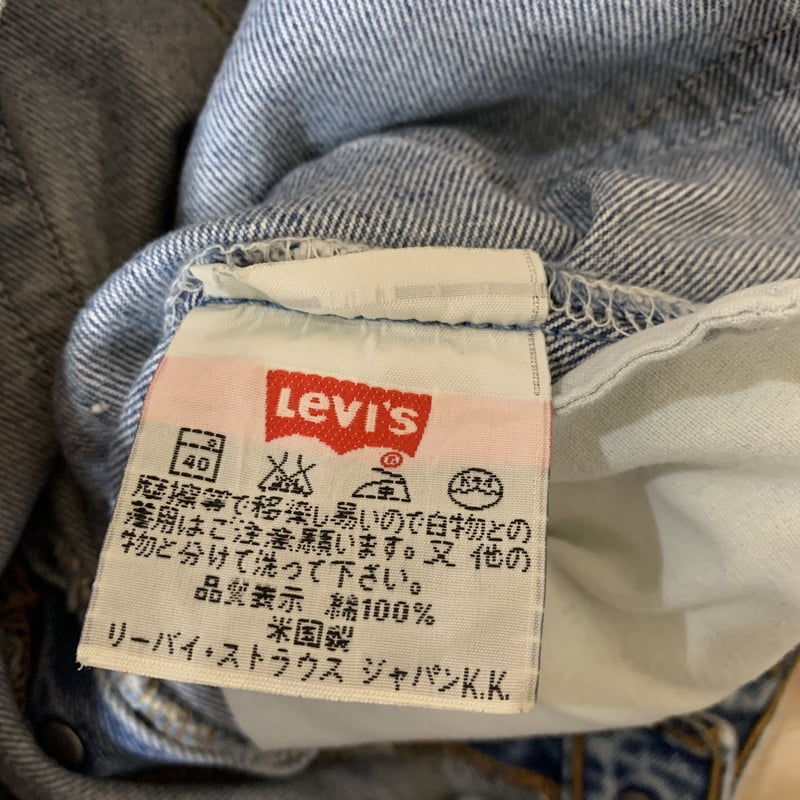 Levi's
®
40
摩擦等で移染し易いので白物との
着用はご注意願います。又 他の
物と分けて洗って下さい。
品質表示 綿100%
米国製
リーバイ・ストラウス ジャパンK.K.